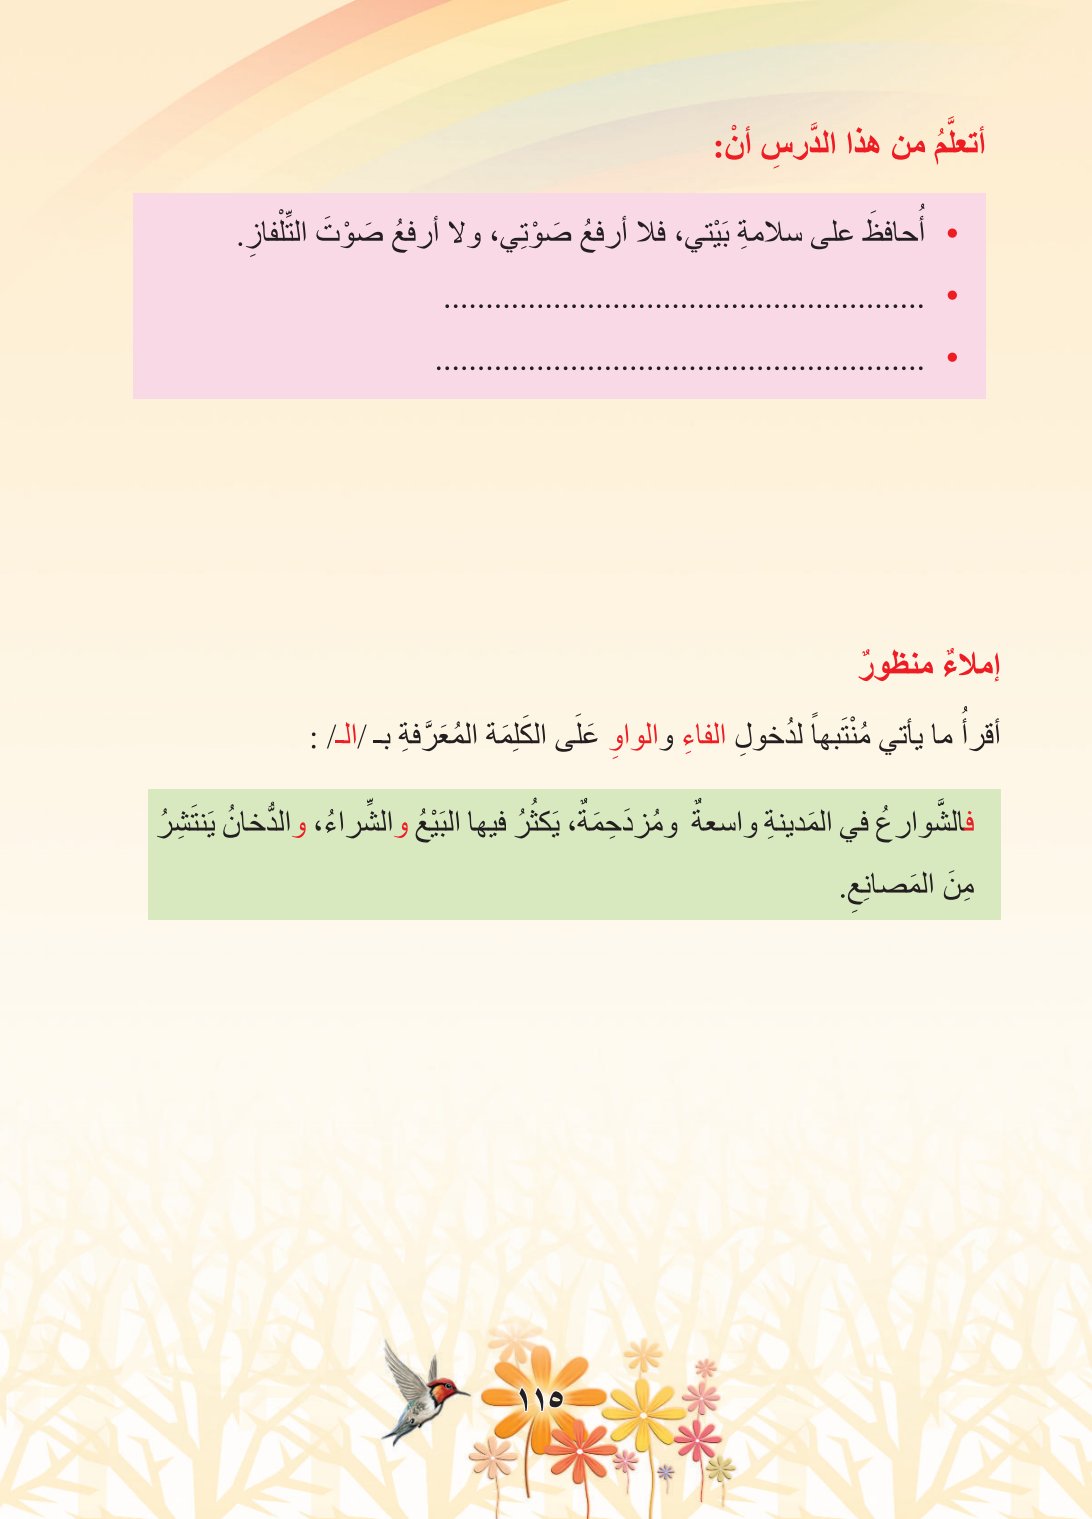 أتعلَّمُ من هذا الدَّرسِ أنْ:
• أُحافظَ على سلامةِ بَيْتي، فلا أرفعُ صَوْتِي، ولا أرفعُ صَوْتَ التِّلْفازِ.
• .........................................................
• ..........................................................
إملاءٌ منظورٌ
أقرأُ ما يأتي مُنْتَبهاً لدُخولِ الفاءِ والواوِ عَلَى الكَلِمَة المُعَرَّفةِ بـ /الـ/ :
فالشَّوارعُ في المَدينةِ واسعةٌ ومُزدَحِمَةٌ، يَكثُرُ فيها البَيْعُ والشِّراءُ، والدُّخانُ يَنتَشِرُ
مِنَ المَصانِعِ.
١١٥